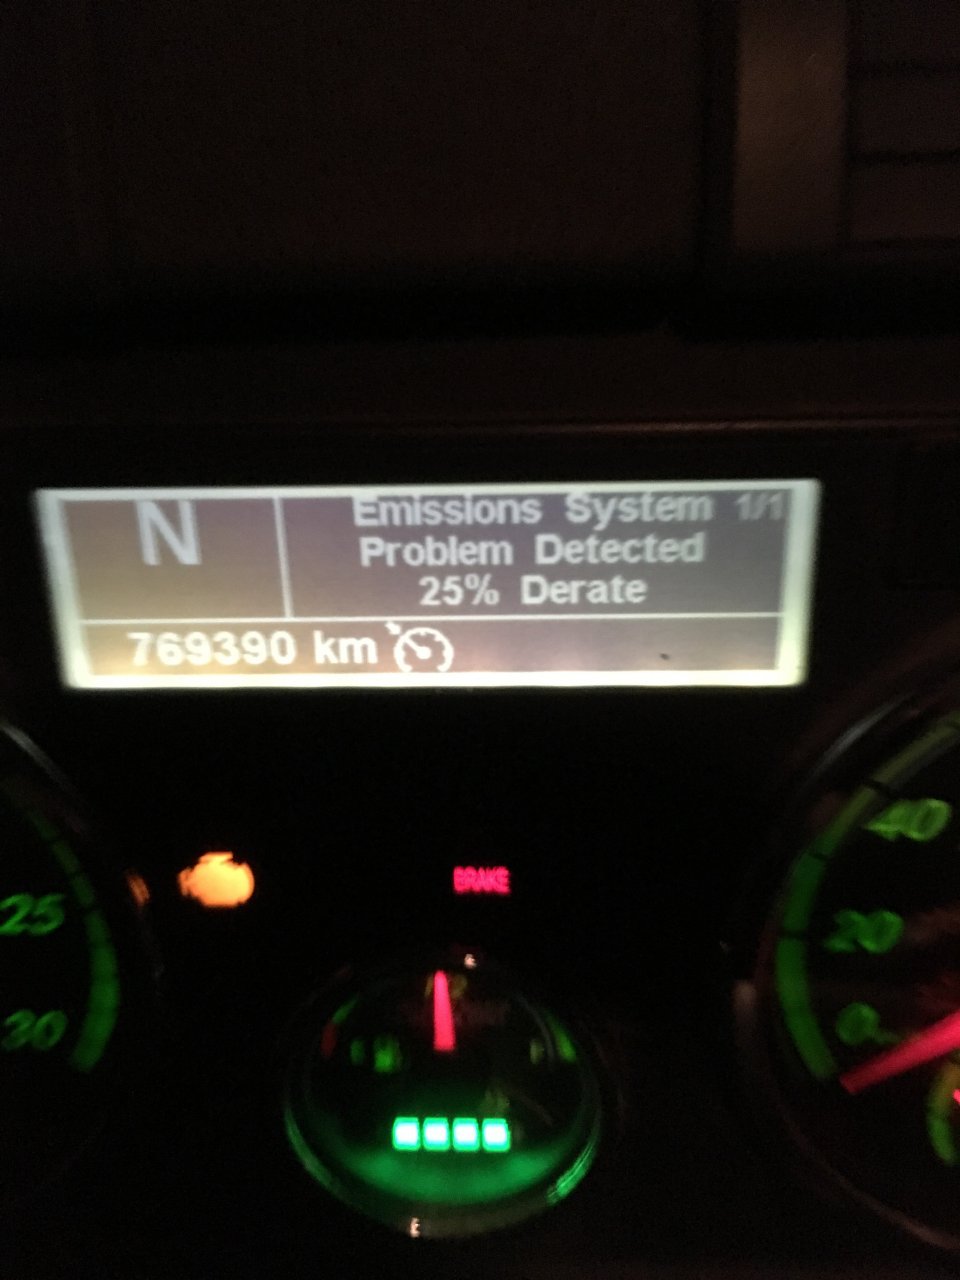 N
Emissions System 1/1
Problem Detected
25% Derate
769390 km
BRAKE
25
30
40
20
0